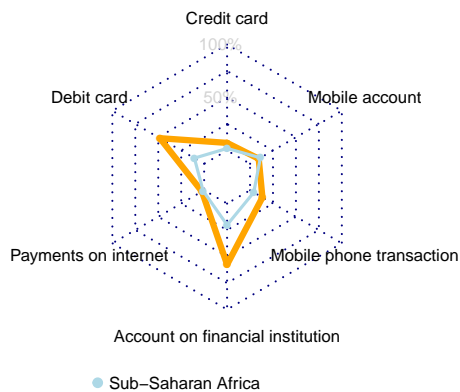 Credit card
100%
Debit card
50%
Mobile account
Payments on internet
Mobile phone transaction
Account on financial institution
Sub−Saharan Africa